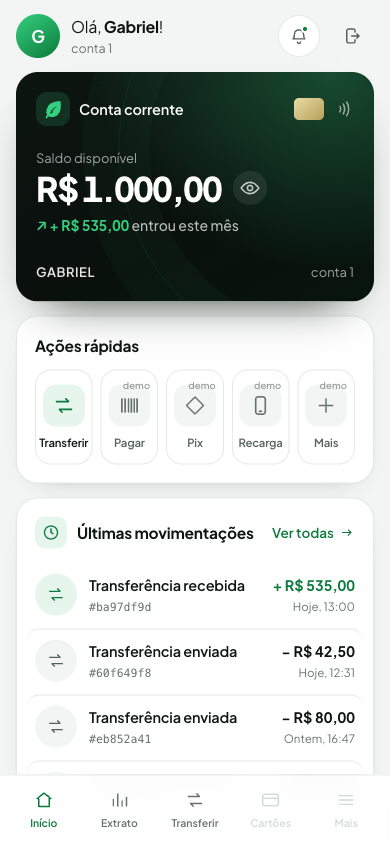 G
Olá, Gabriel!
conta 1
Conta corrente
Saldo disponível
R$ 1.000,00
+ R$ 535,00 entrou este mês
GABRIEL
conta 1
Ações rápidas
demo
demo
demo
demo
Transferir
Pagar
Pix
Recarga
Mais
Últimas movimentações
Ver todas →
Transferência recebida
+ R$ 535,00
#ba97df9d
Hoje, 13:00
Transferência enviada
− R$ 42,50
#60f649f8
Hoje, 12:31
Transferência enviada
− R$ 80,00
#eb852a41
Ontem, 16:47
Início
Extrato
Transferir
Cartões
Mais